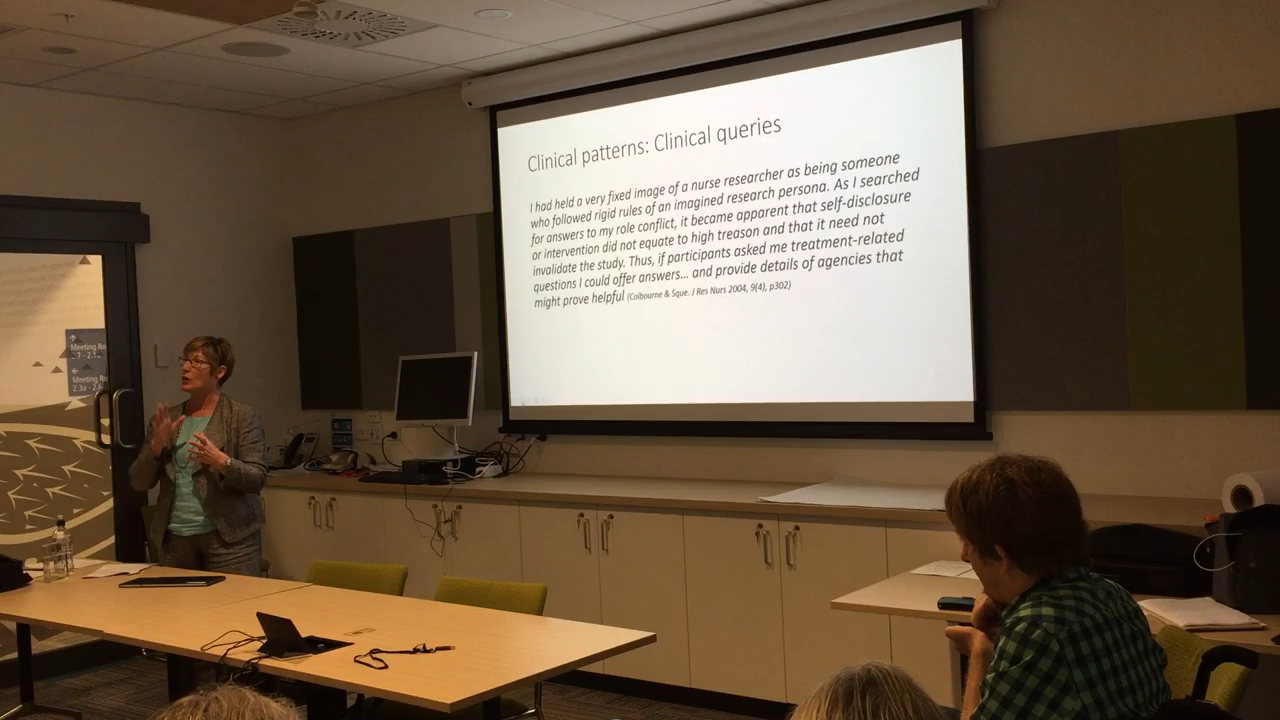 Clinical patterns: Clinical queries
I had held a very fixed image of a nurse researcher as being someone
who followed rigid rules of an imagined research persona. As I searched
for answers to my role conflict, it became apparent that self-disclosure
or intervention did not equate to high treason and that it need not
invalidate the study. Thus, if participants asked me treatment-related
questions I could offer answers... and provide details of agencies that
might prove helpful (Colbourne & Sque. J Res Nurs 2004, 9(4), p302)
Meeting Ro
Meeting Ro